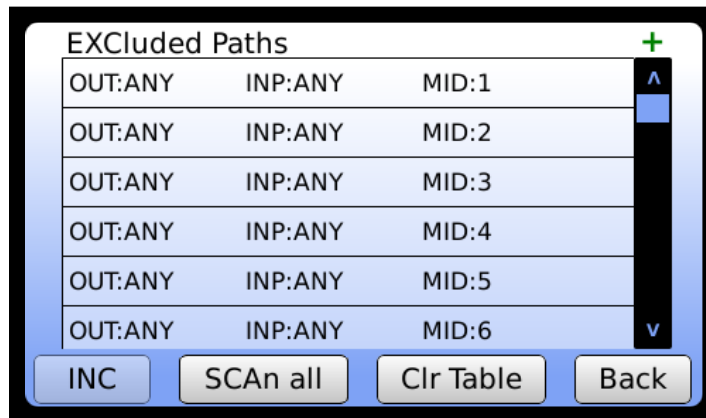 EXCluded Paths +
OUT:ANY INP:ANY MID:1
OUT:ANY INP:ANY MID:2
OUT:ANY INP:ANY MID:3
OUT:ANY INP:ANY MID:4
OUT:ANY INP:ANY MID:5
OUT:ANY INP:ANY MID:6
INC SCAn all Clr Table Back